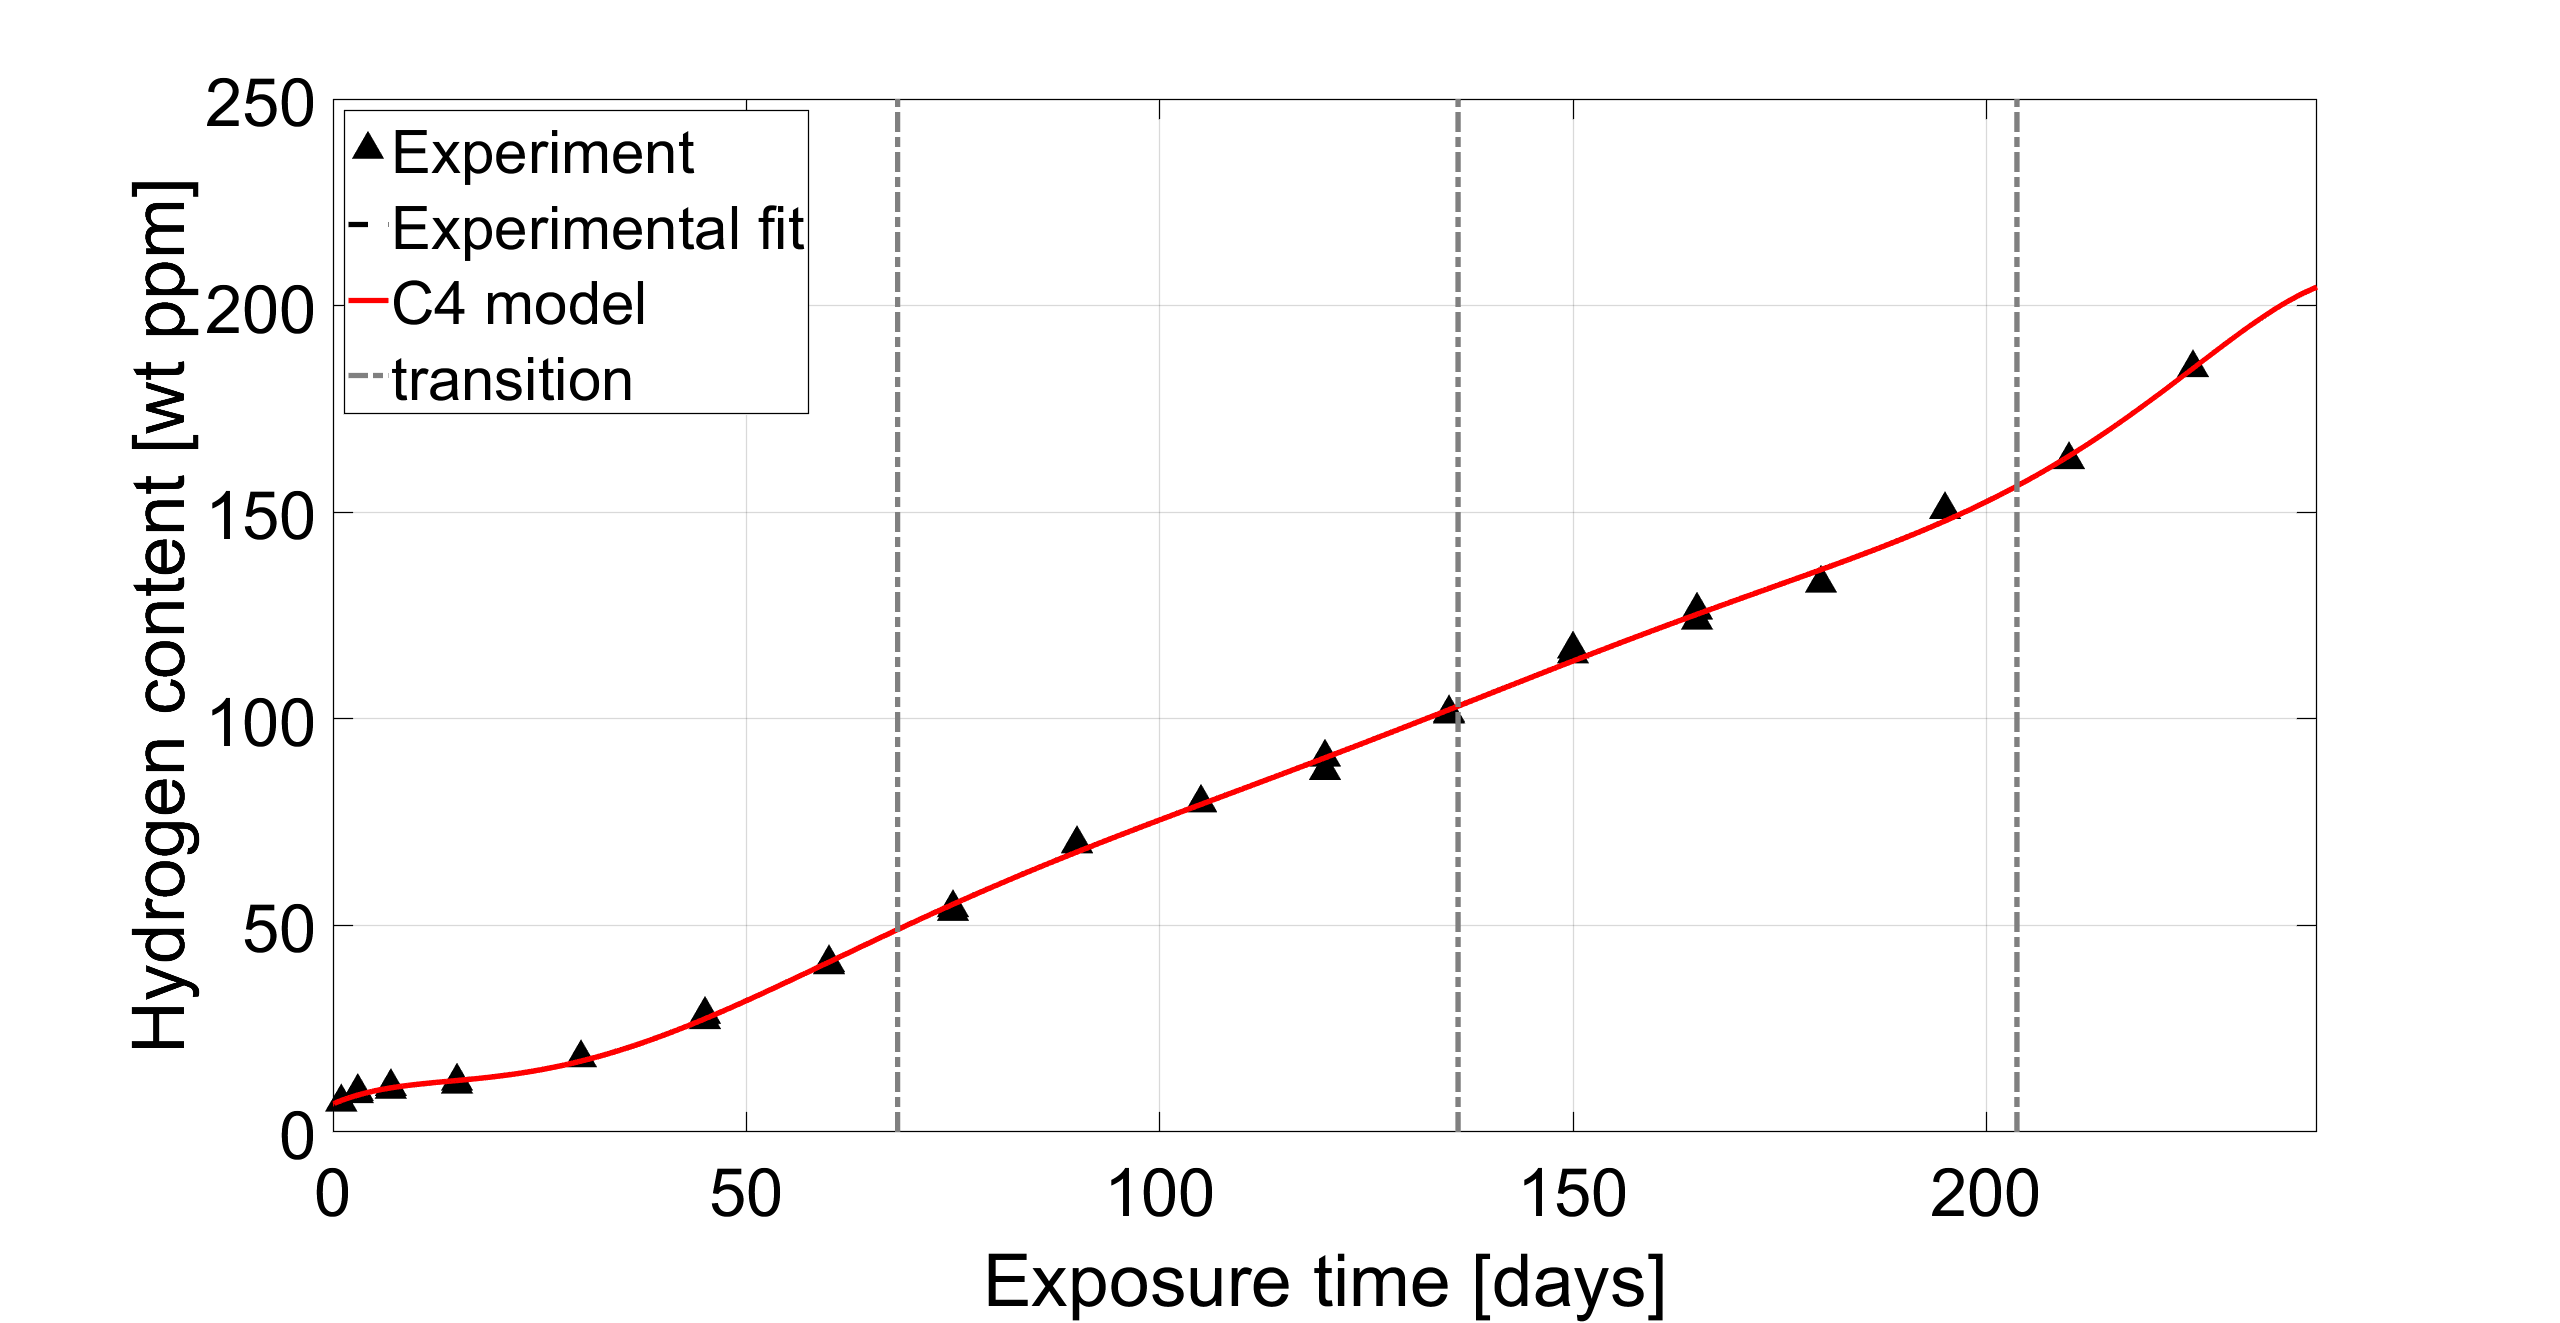 250
200
150
100
50
0
Hydrogen content [wt ppm]
Experiment
Experimental fit
C4 model
transition
0 50 100 150 200
Exposure time [days]